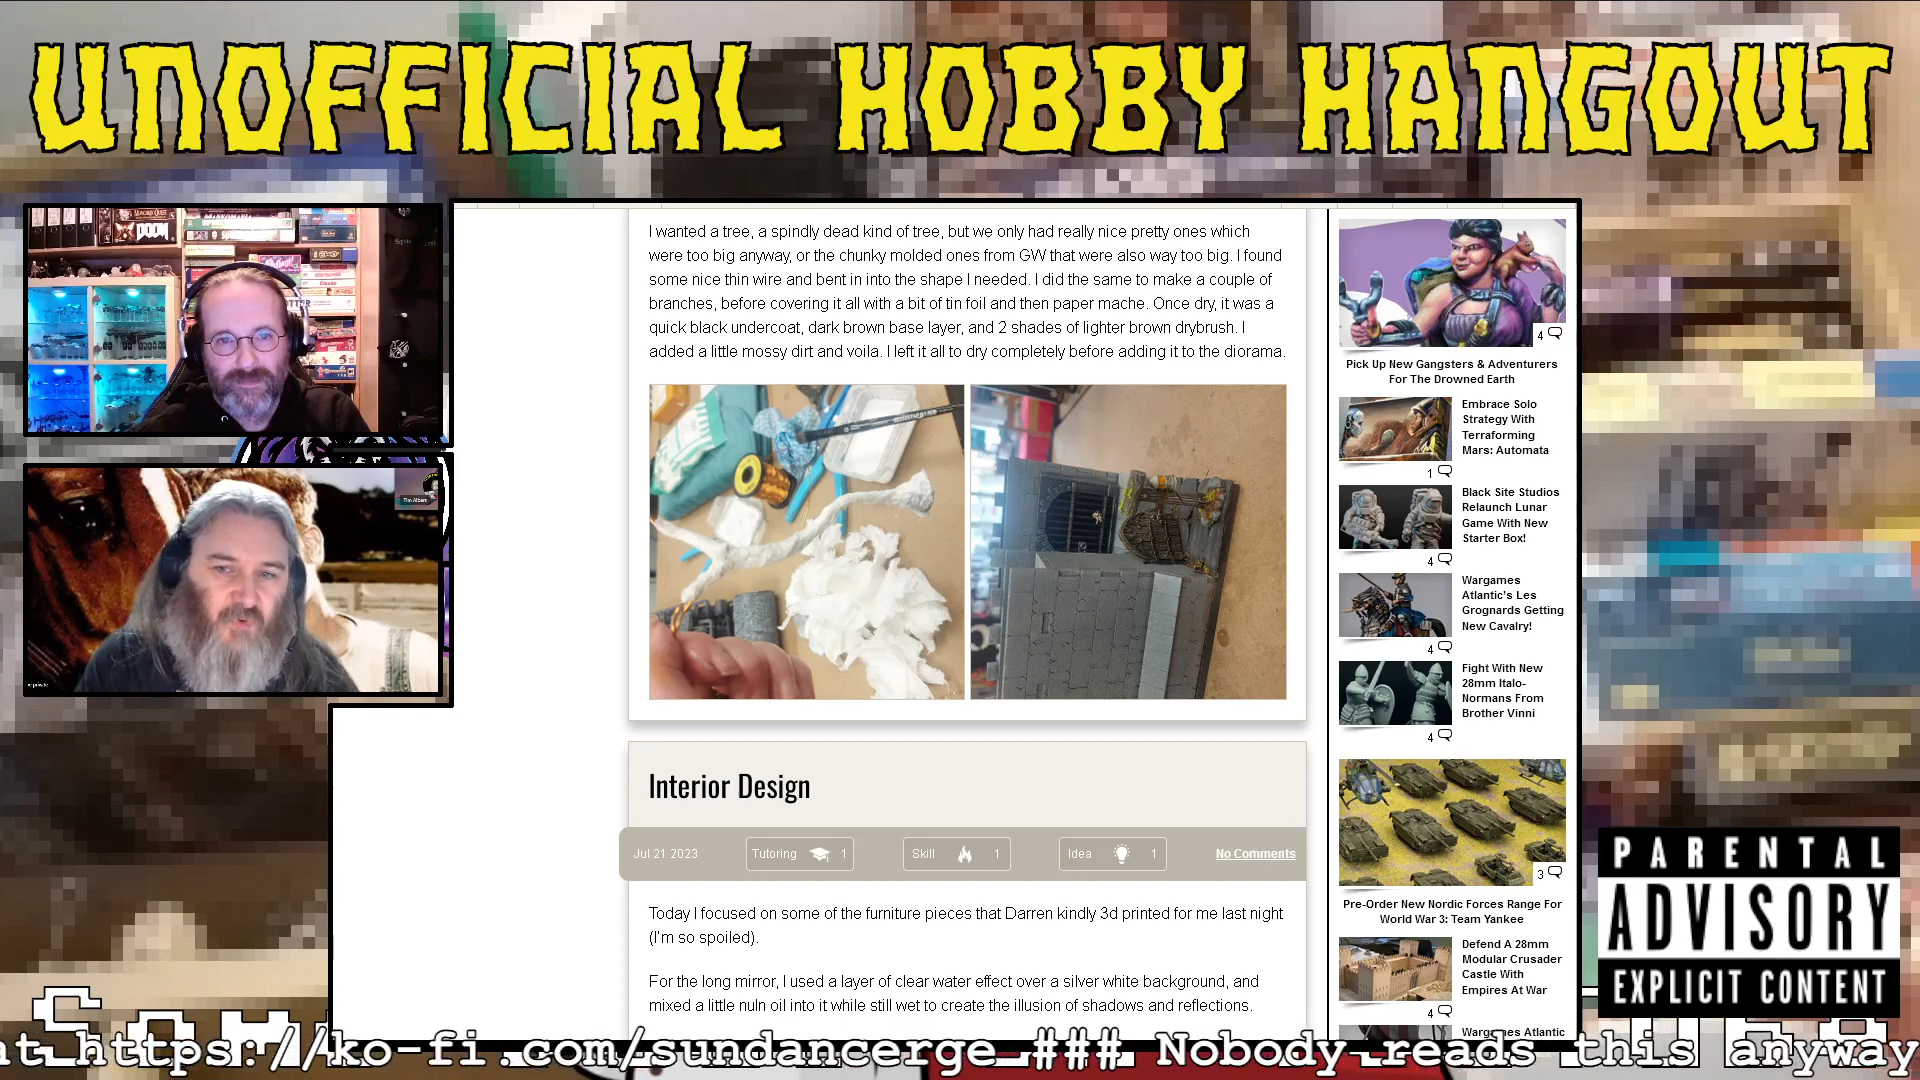 UNOFFICIAL HOBBY HANGOUT
DOOM
Tim Albers
I wanted a tree, a spindly dead kind of tree, but we only had really nice pretty ones which
were too big anyway, or the chunky molded ones from GW that were also way too big. I found
some nice thin wire and bent in into the shape I needed. I did the same to make a couple of
branches, before covering it all with a bit of tin foil and then paper mache. Once dry, it was a
quick black undercoat, dark brown base layer, and 2 shades of lighter brown drybrush. I
added a little mossy dirt and voila. I left it all to dry completely before adding it to the diorama.
Interior Design
Jul 21 2023
Tutoring 1
Skill 1
Idea 1
No Comments
Today I focused on some of the furniture pieces that Darren kindly 3d printed for me last night
(I'm so spoiled).
For the long mirror, I used a layer of clear water effect over a silver white background, and
mixed a little nuln oil into it while still wet to create the illusion of shadows and reflections.
4
Pick Up New Gangsters & Adventurers
For The Drowned Earth
Embrace Solo
Strategy With
Terraforming
Mars: Automata
1
Black Site Studios
Relaunch Lunar
Game With New
Starter Box!
4
Wargames
Atlantic's Les
Grognards Getting
New Cavalry!
4
Fight With New
28mm Italo-
Normans From
Brother Vinni
4
3
Pre-Order New Nordic Forces Range For
World War 3: Team Yankee
Defend A 28mm
Modular Crusader
Castle With
Empires At War
4
Wargames Atlantic
PARENTAL
ADVISORY
EXPLICIT CONTENT
at https://ko-fi.com/sundancerge ### Nobody reads this anyway